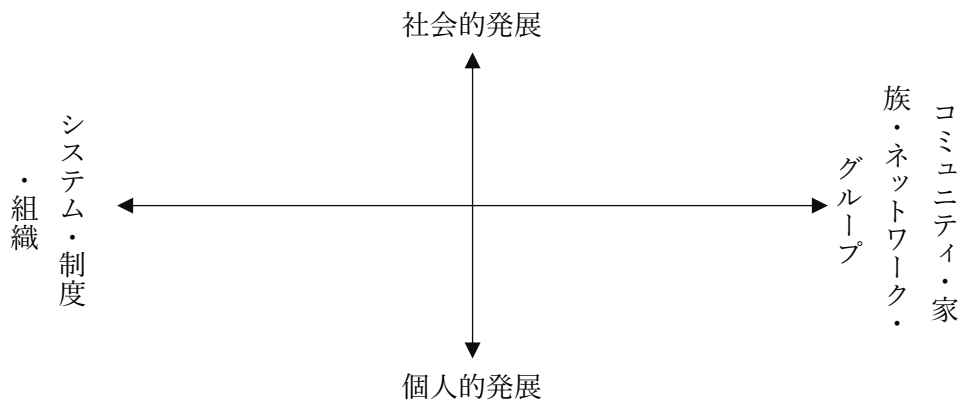 社会的発展
システム・制度
・組織
コミュニティ・家
族・ネットワーク・
グループ
個人的発展